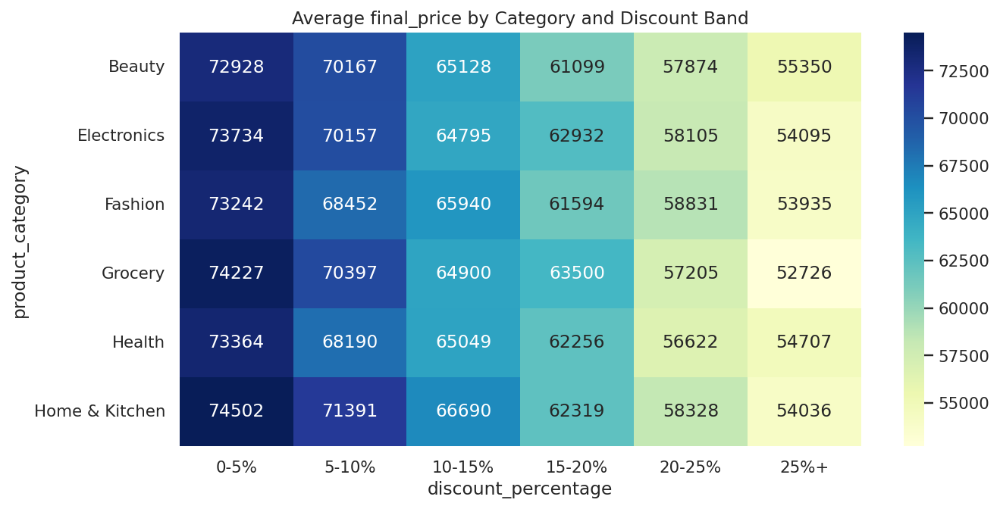 Average final_price by Category and Discount Band
product_category
Beauty 72928 70167 65128 61099 57874 55350
Electronics 73734 70157 64795 62932 58105 54095
Fashion 73242 68452 65940 61594 58831 53935
Grocery 74227 70397 64900 63500 57205 52726
Health 73364 68190 65049 62256 56622 54707
Home & Kitchen 74502 71391 66690 62319 58328 54036
0-5% 5-10% 10-15% 15-20% 20-25% 25%+
discount_percentage
72500
70000
67500
65000
62500
60000
57500
55000